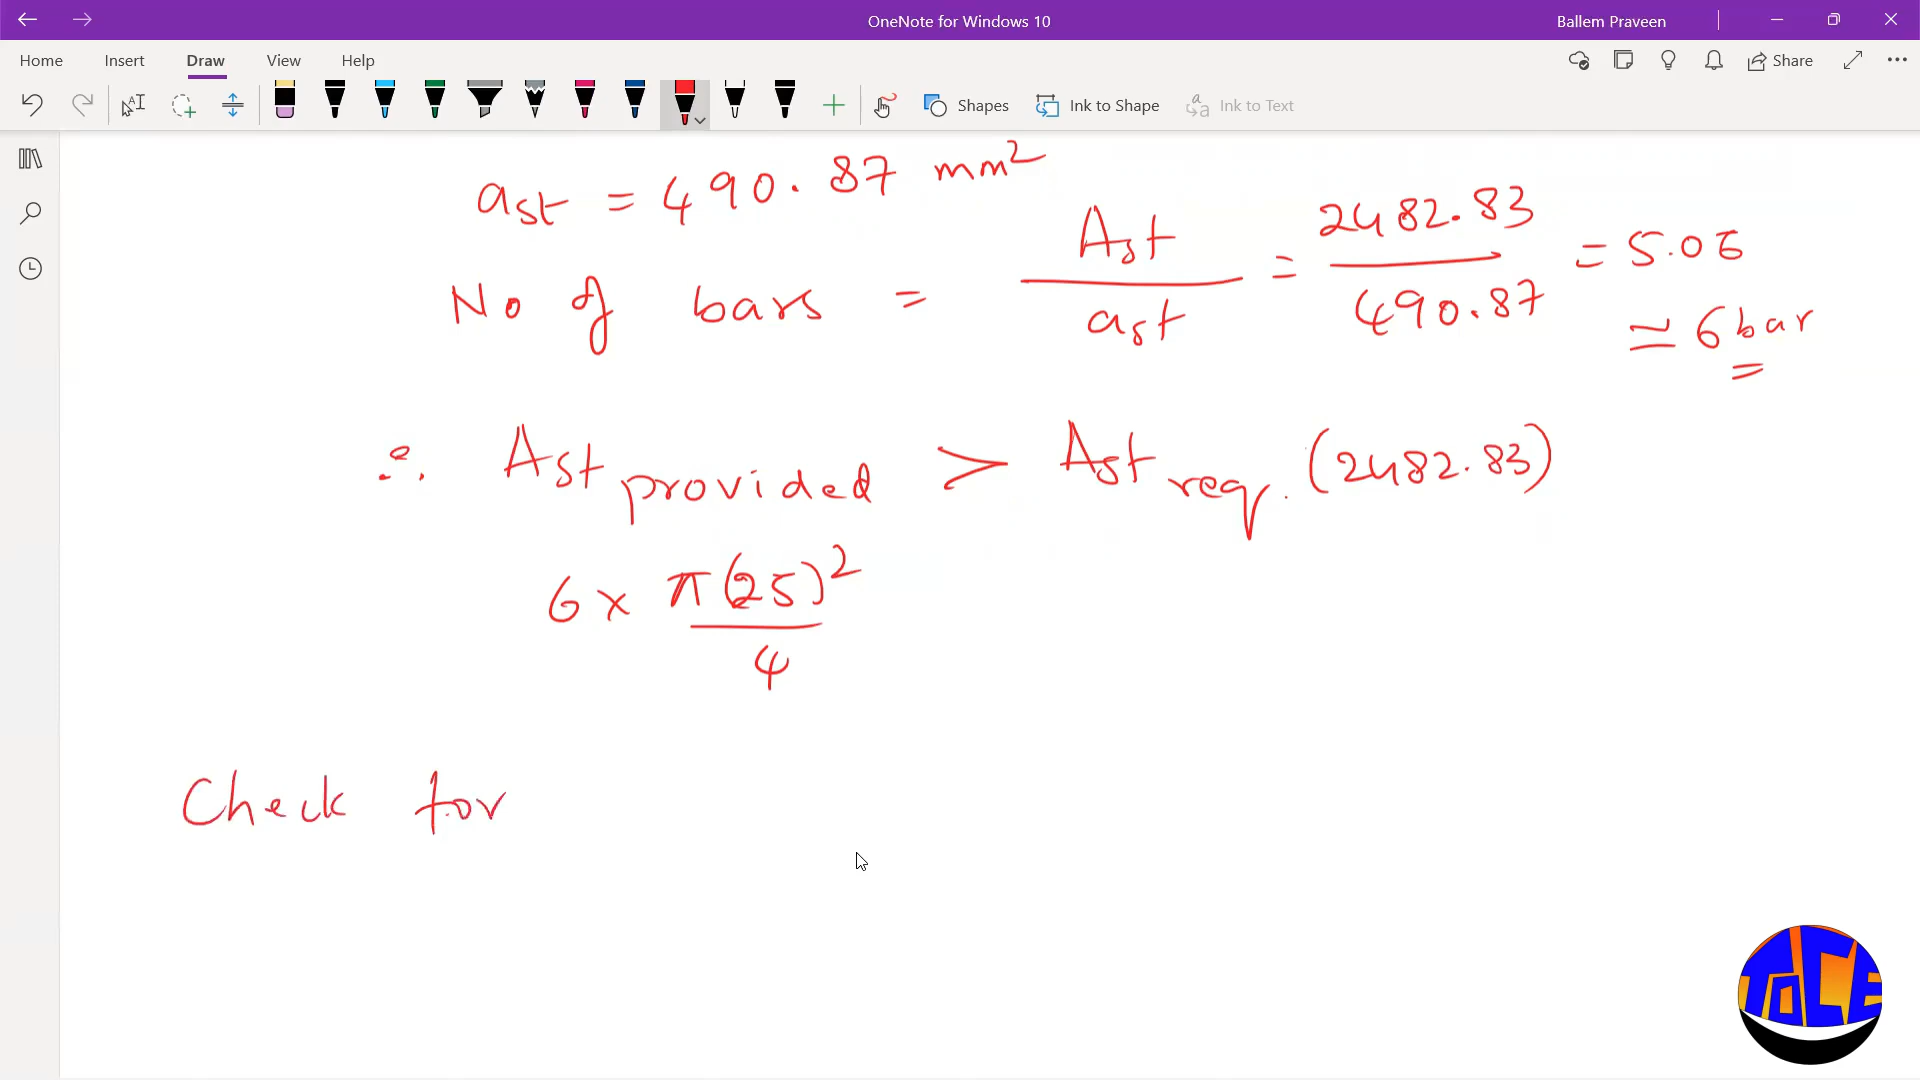 OneNote for Windows 10
Ballem Praveen
Home Insert Draw View Help
Share
Shapes Ink to Shape Ink to Text
ast = 490.87 mm²
No of bars = Ast / ast = 2482.83 / 490.87 = 5.05
≃ 6 bar
∴ Ast provided > Ast req. (2482.83)
6 x π(25)² / 4
Check for